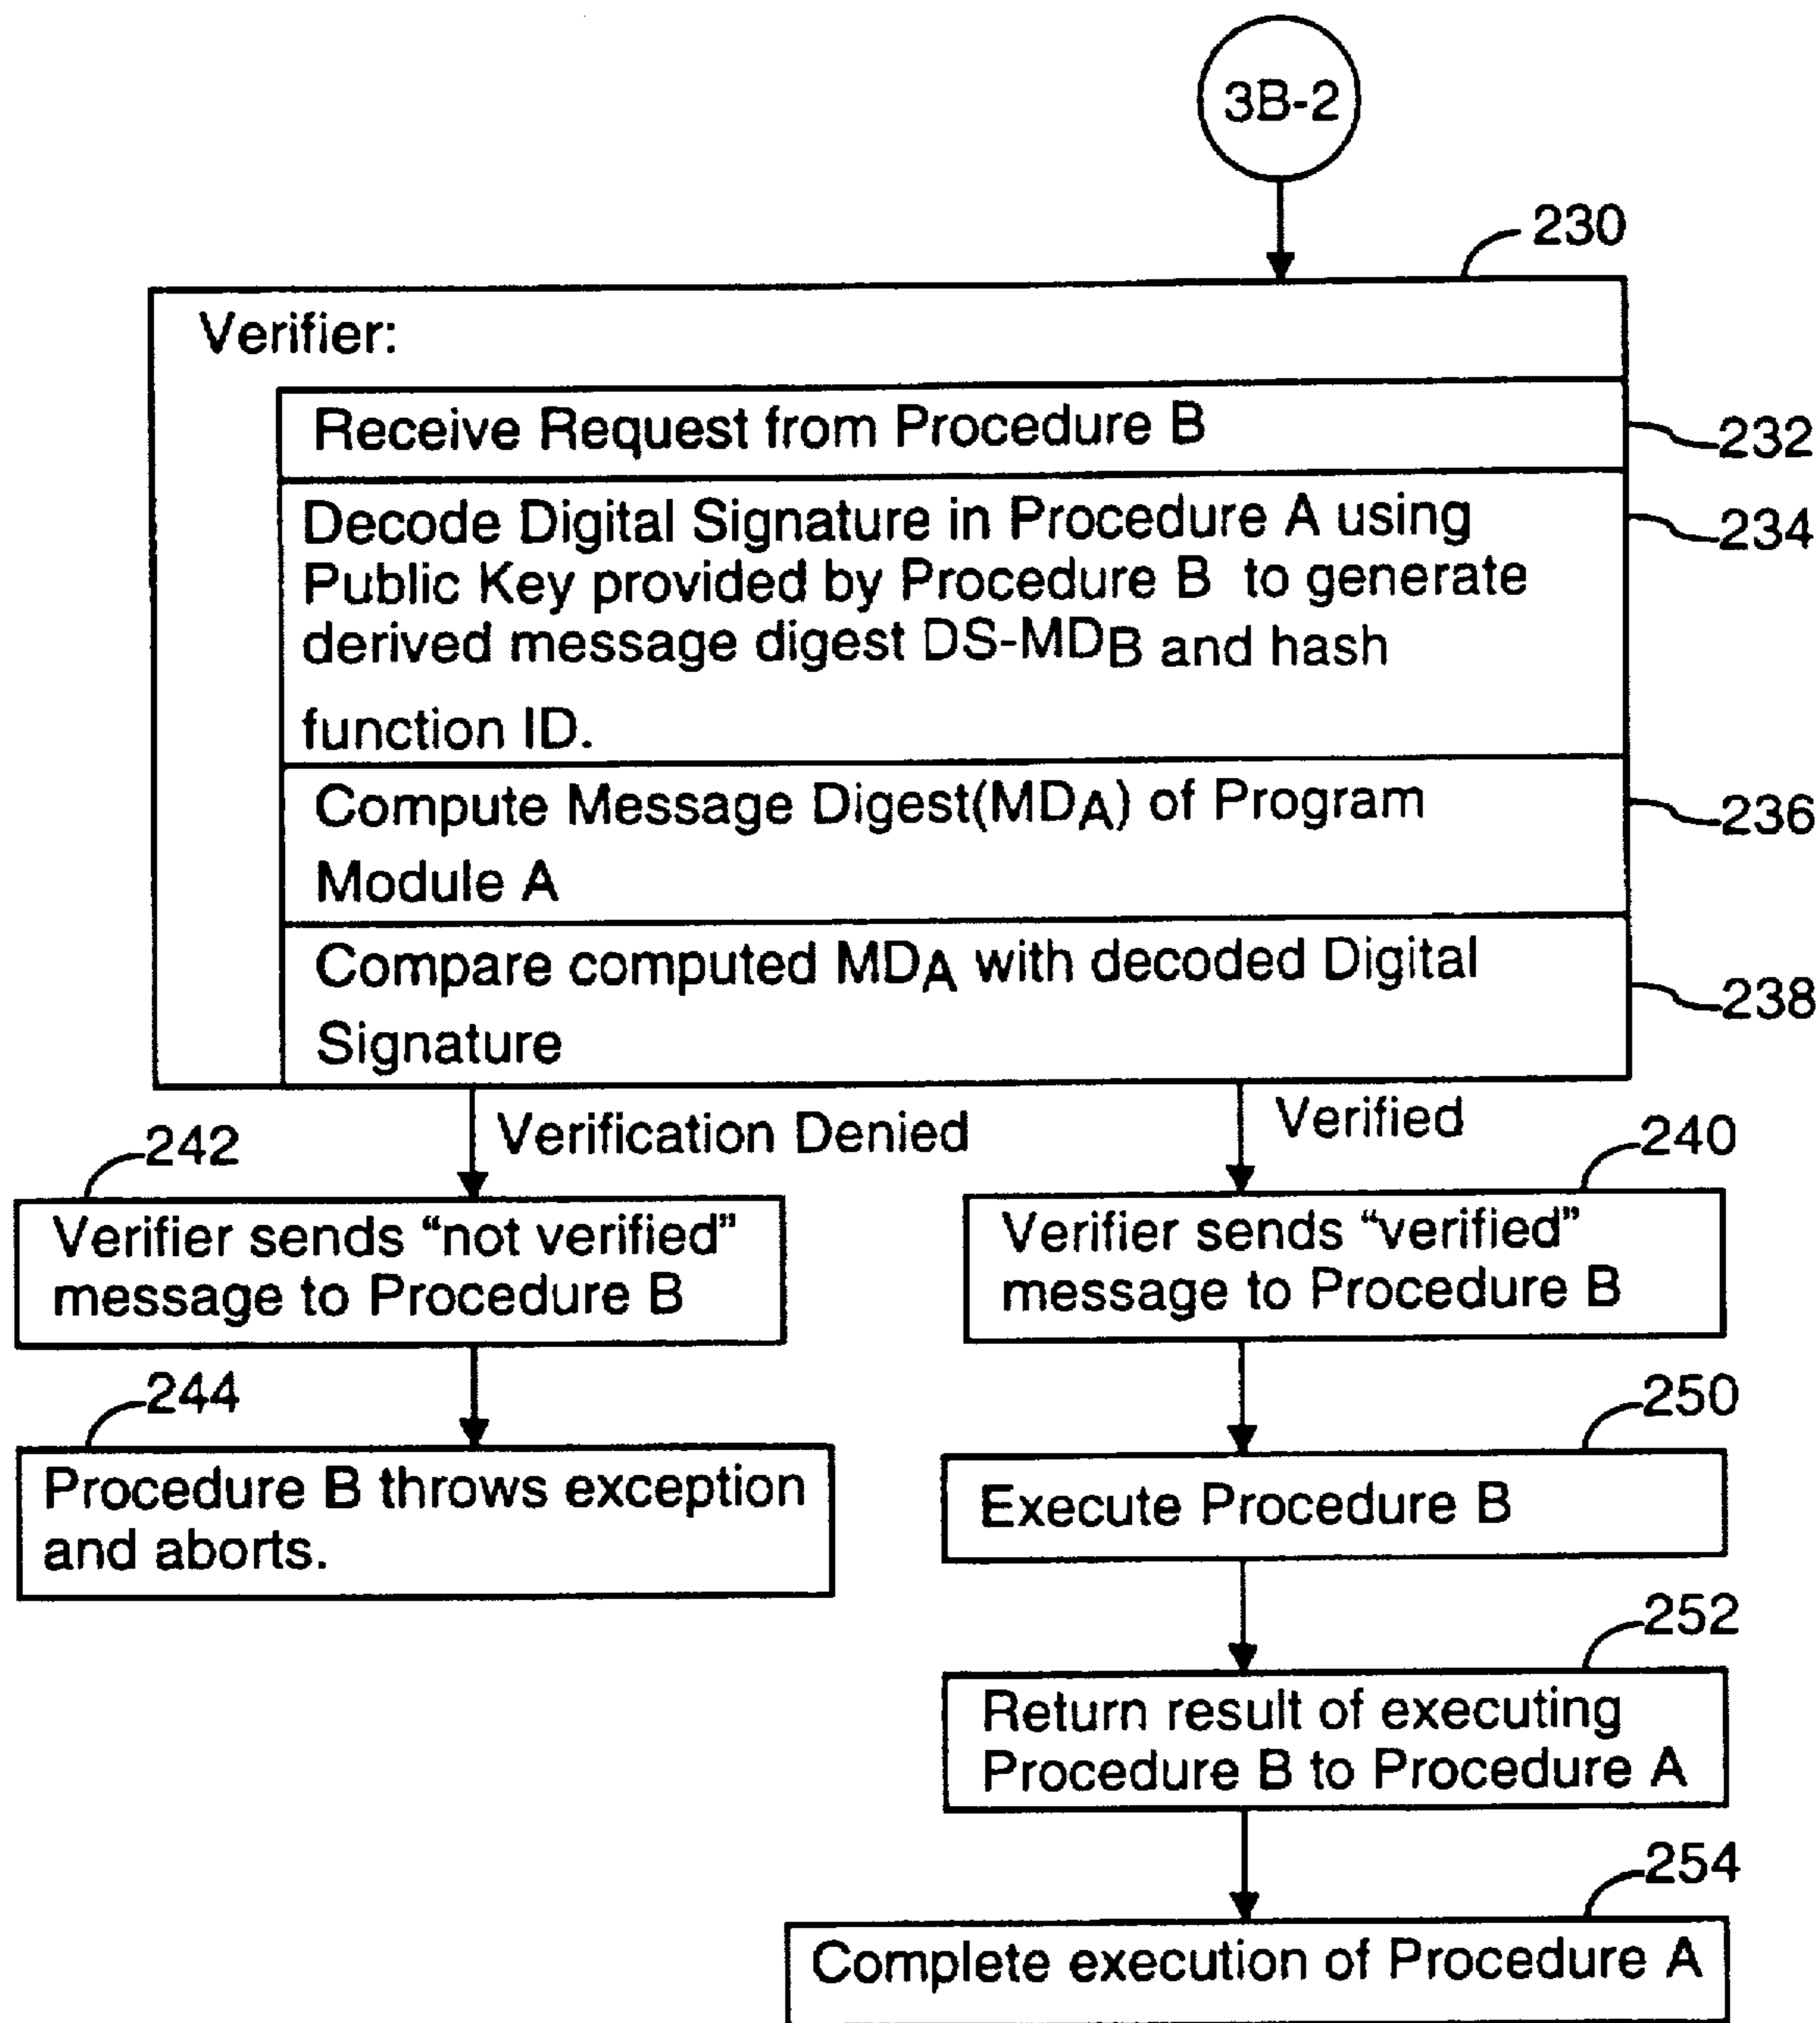 3B-2
230
Verifier:
Receive Request from Procedure B
232
Decode Digital Signature in Procedure A using
234
Public Key provided by Procedure B to generate
derived message digest DS-MDB and hash
function ID.
Compute Message Digest(MDA) of Program
236
Module A
Compare computed MDA with decoded Digital
238
Signature
Verification Denied
Verified
242
240
Verifier sends “not verified”
message to Procedure B
Verifier sends “verified”
message to Procedure B
244
250
Procedure B throws exception
and aborts.
Execute Procedure B
252
Return result of executing
Procedure B to Procedure A
254
Complete execution of Procedure A